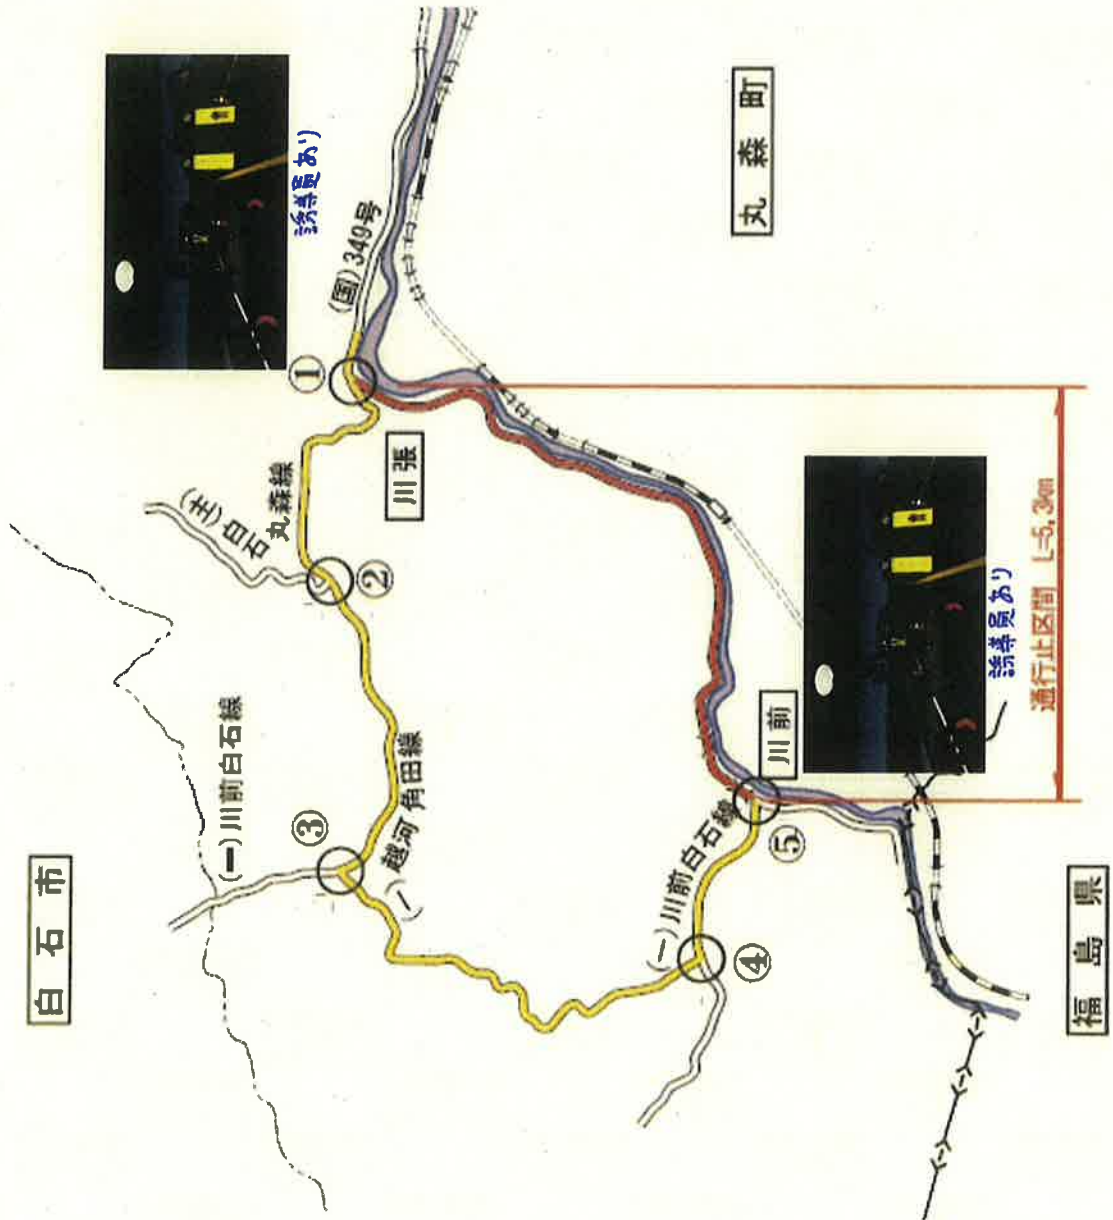 白石市
(一)川前白石線
③
(一)越河角田線
(主)白石
丸森線
②
①
(国)349号
誘導員あり
川張
丸森町
(一)川前白石線
④
⑤
川前
誘導員あり
通行止区間 L=5,3km
福島県